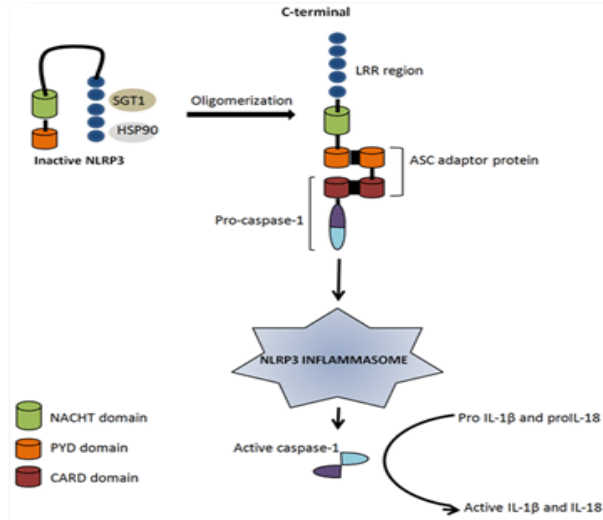 C-terminal
LRR region
SGT1
Oligomerization
HSP90
Inactive NLRP3
ASC adaptor protein
Pro-caspase-1
NLRP3 INFLAMMASOME
NACHT domain
PYD domain
CARD domain
Active caspase-1
Pro IL-1β and proIL-18
Active IL-1β and IL-18